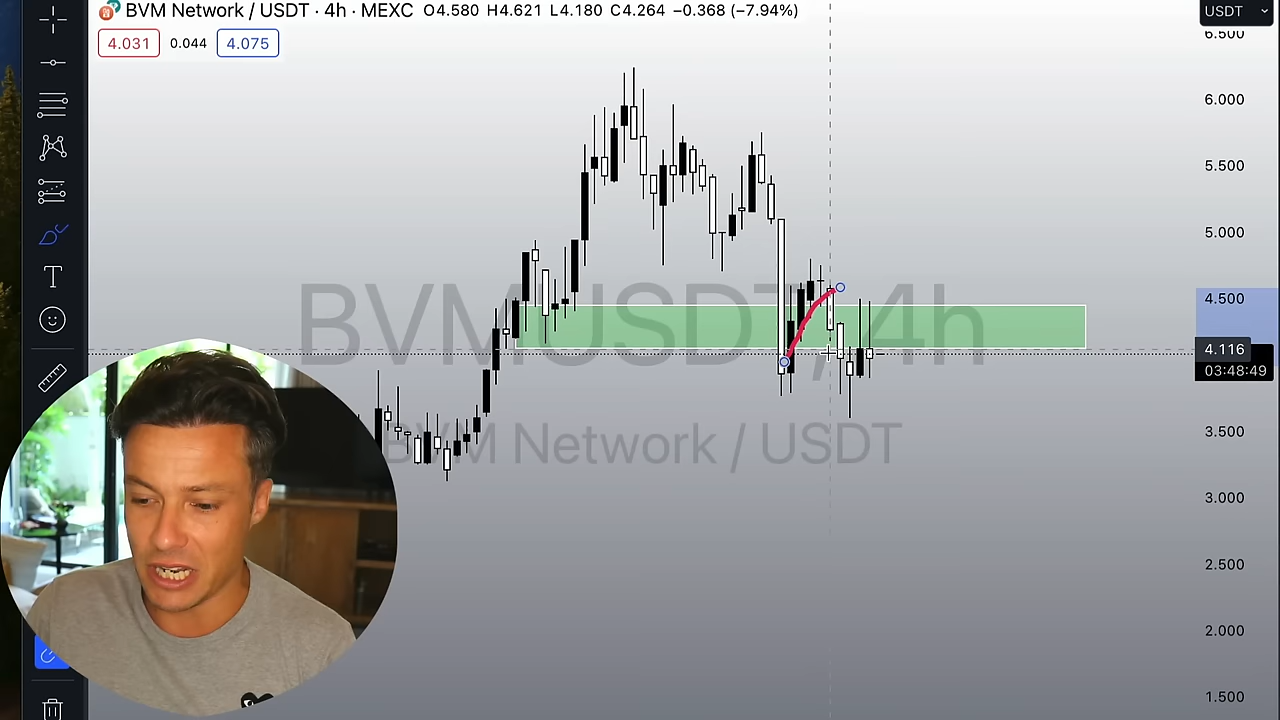 BVM Network / USDT · 4h · MEXC O4.580 H4.621 L4.180 C4.264 −0.368 (−7.94%)
USDT
4.031 0.044 4.075
6.500
6.000
5.500
5.000
4.500
BVMUSDT, 4h
4.116
03:48:49
3.500
BVM Network / USDT
3.000
2.500
2.000
1.500